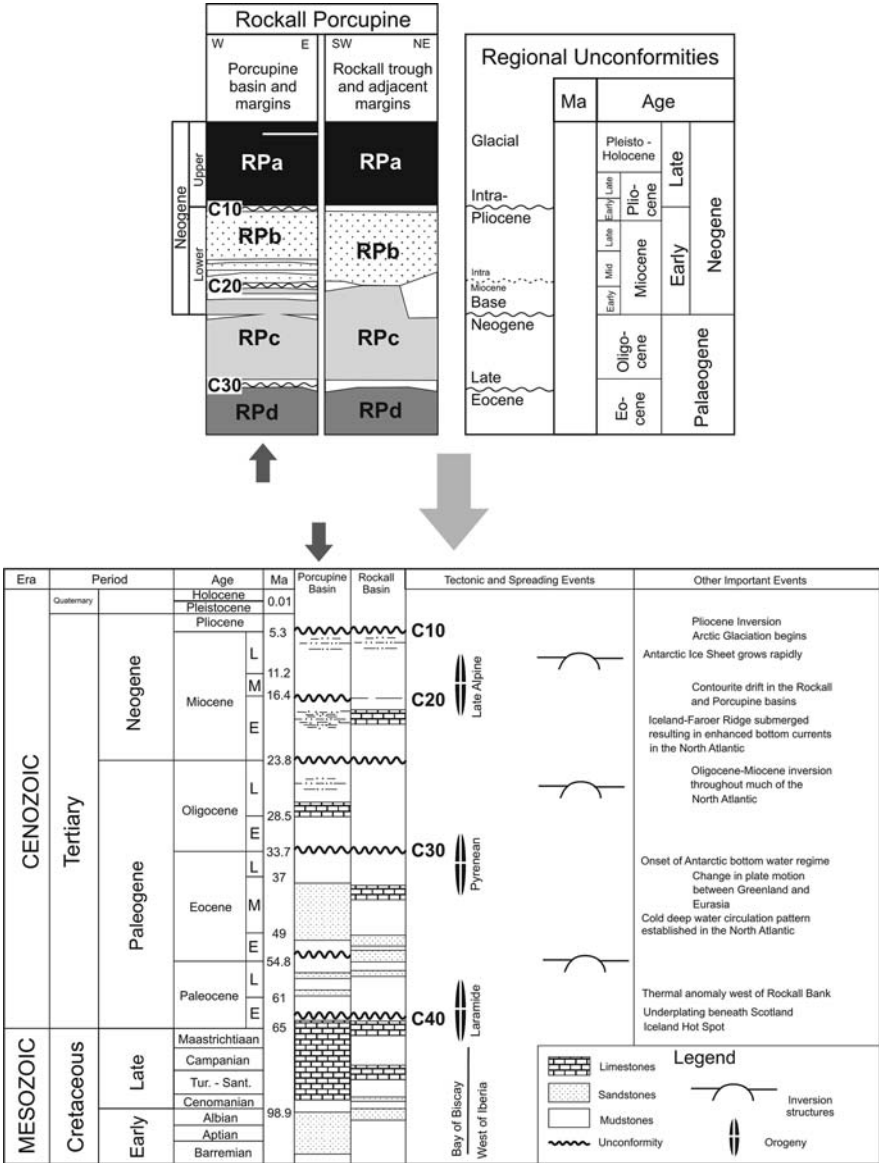 Rockall Porcupine
W E SW NE
Porcupine
basin and
margins
Rockall trough
and adjacent
margins
Neogene
Upper
Lower
RPa
RPa
C10
RPb
RPb
C20
RPc
RPc
C30
RPd
RPd
Regional Unconformities
Ma Age
Glacial
Intra-
Pliocene
Intra
Miocene
Base
Neogene
Late
Eocene
Pleisto -
Holocene
Late
Early
Plio-
cene
Late
Mid
Early
Miocene
Oligo-
cene
Eo-
cene
Late
Early
Neogene
Palaeogene
Era Period Age Ma Porcupine Basin Rockall Basin Tectonic and Spreading Events Other Important Events
CENOZOIC
MESOZOIC
Quaternary
Tertiary
Cretaceous
Neogene
Paleogene
Late
Early
Holocene
Pleistocene
Pliocene
Miocene
L
M
E
Oligocene
L
E
Eocene
L
M
E
Paleocene
L
E
Maastrichtiaan
Campanian
Tur. - Sant.
Cenomanian
Albian
Aptian
Barremian
0.01
5.3
11.2
16.4
23.8
28.5
33.7
37
49
54.8
61
65
98.9
C10
C20
C30
C40
Late Alpine
Pyrenean
Laramide
Bay of Biscay
West of Iberia
Pliocene Inversion
Arctic Glaciation begins
Antarctic Ice Sheet grows rapidly
Contourite drift in the Rockall
and Porcupine basins
Iceland-Faroer Ridge submerged
resulting in enhanced bottom currents
in the North Atlantic
Oligocene-Miocene inversion
throughout much of the
North Atlantic
Onset of Antarctic bottom water regime
Change in plate motion
between Greenland and
Eurasia
Cold deep water circulation pattern
established in the North Atlantic
Thermal anomaly west of Rockall Bank
Underplating beneath Scotland
Iceland Hot Spot
Legend
Limestones
Sandstones
Mudstones
Unconformity
Inversion
structures
Orogeny